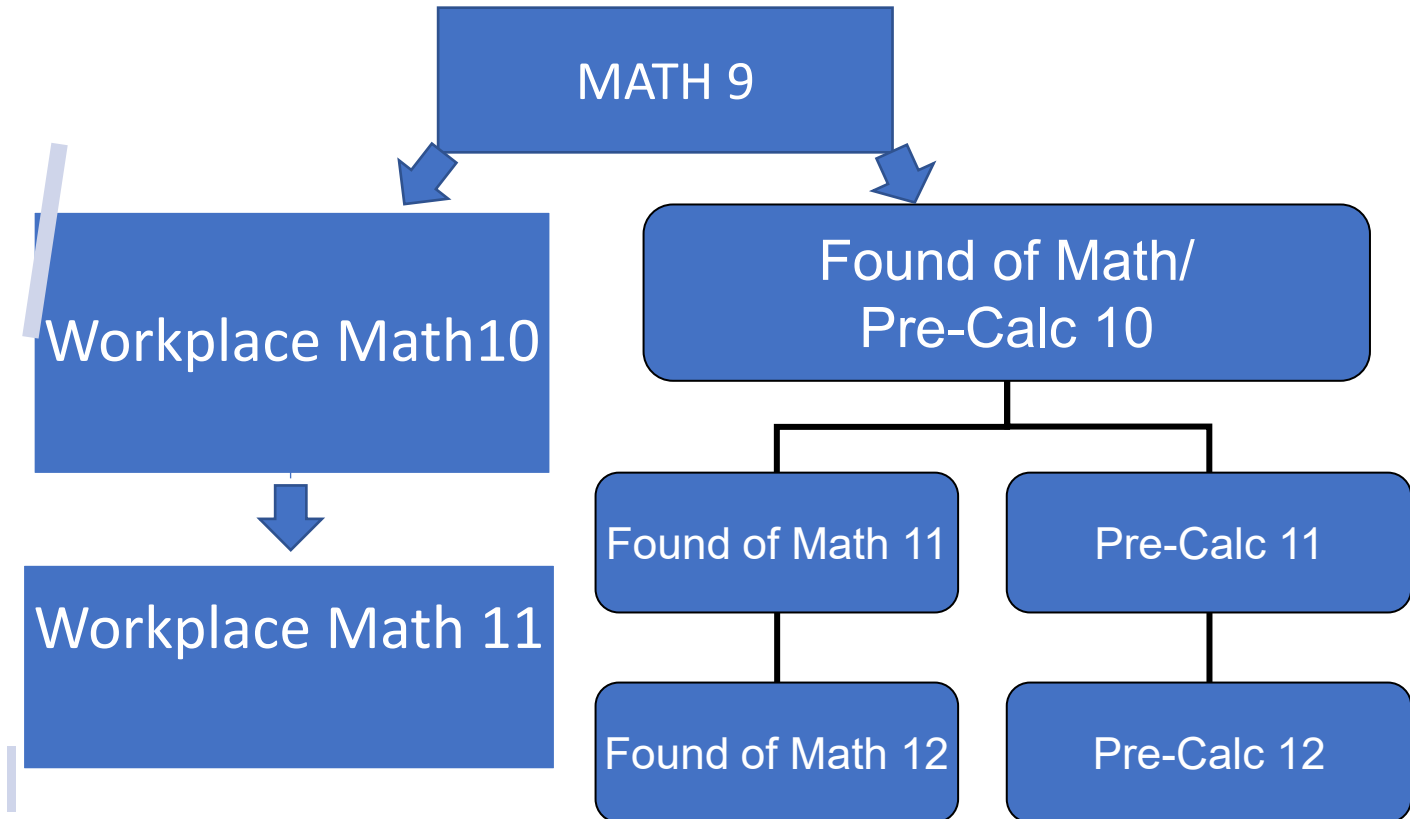 MATH 9
Workplace Math10
Found of Math/
Pre-Calc 10
Found of Math 11
Pre-Calc 11
Workplace Math 11
Found of Math 12
Pre-Calc 12